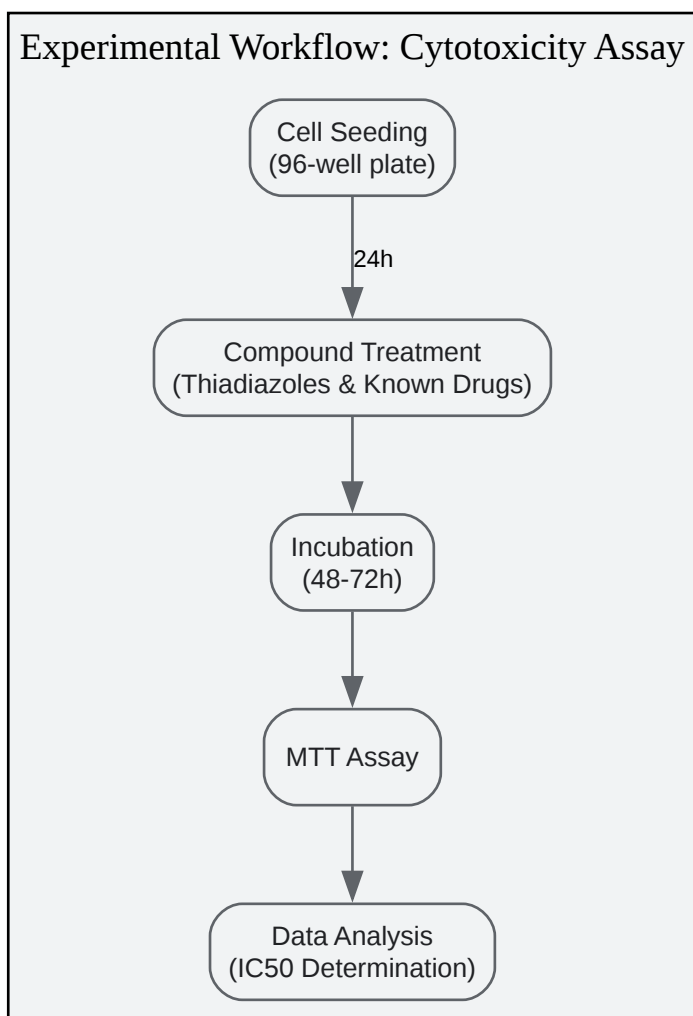 Experimental Workflow: Cytotoxicity Assay
Cell Seeding
(96-well plate)
24h
Compound Treatment
(Thiadiazoles & Known Drugs)
Incubation
(48-72h)
MTT Assay
Data Analysis
(IC50 Determination)